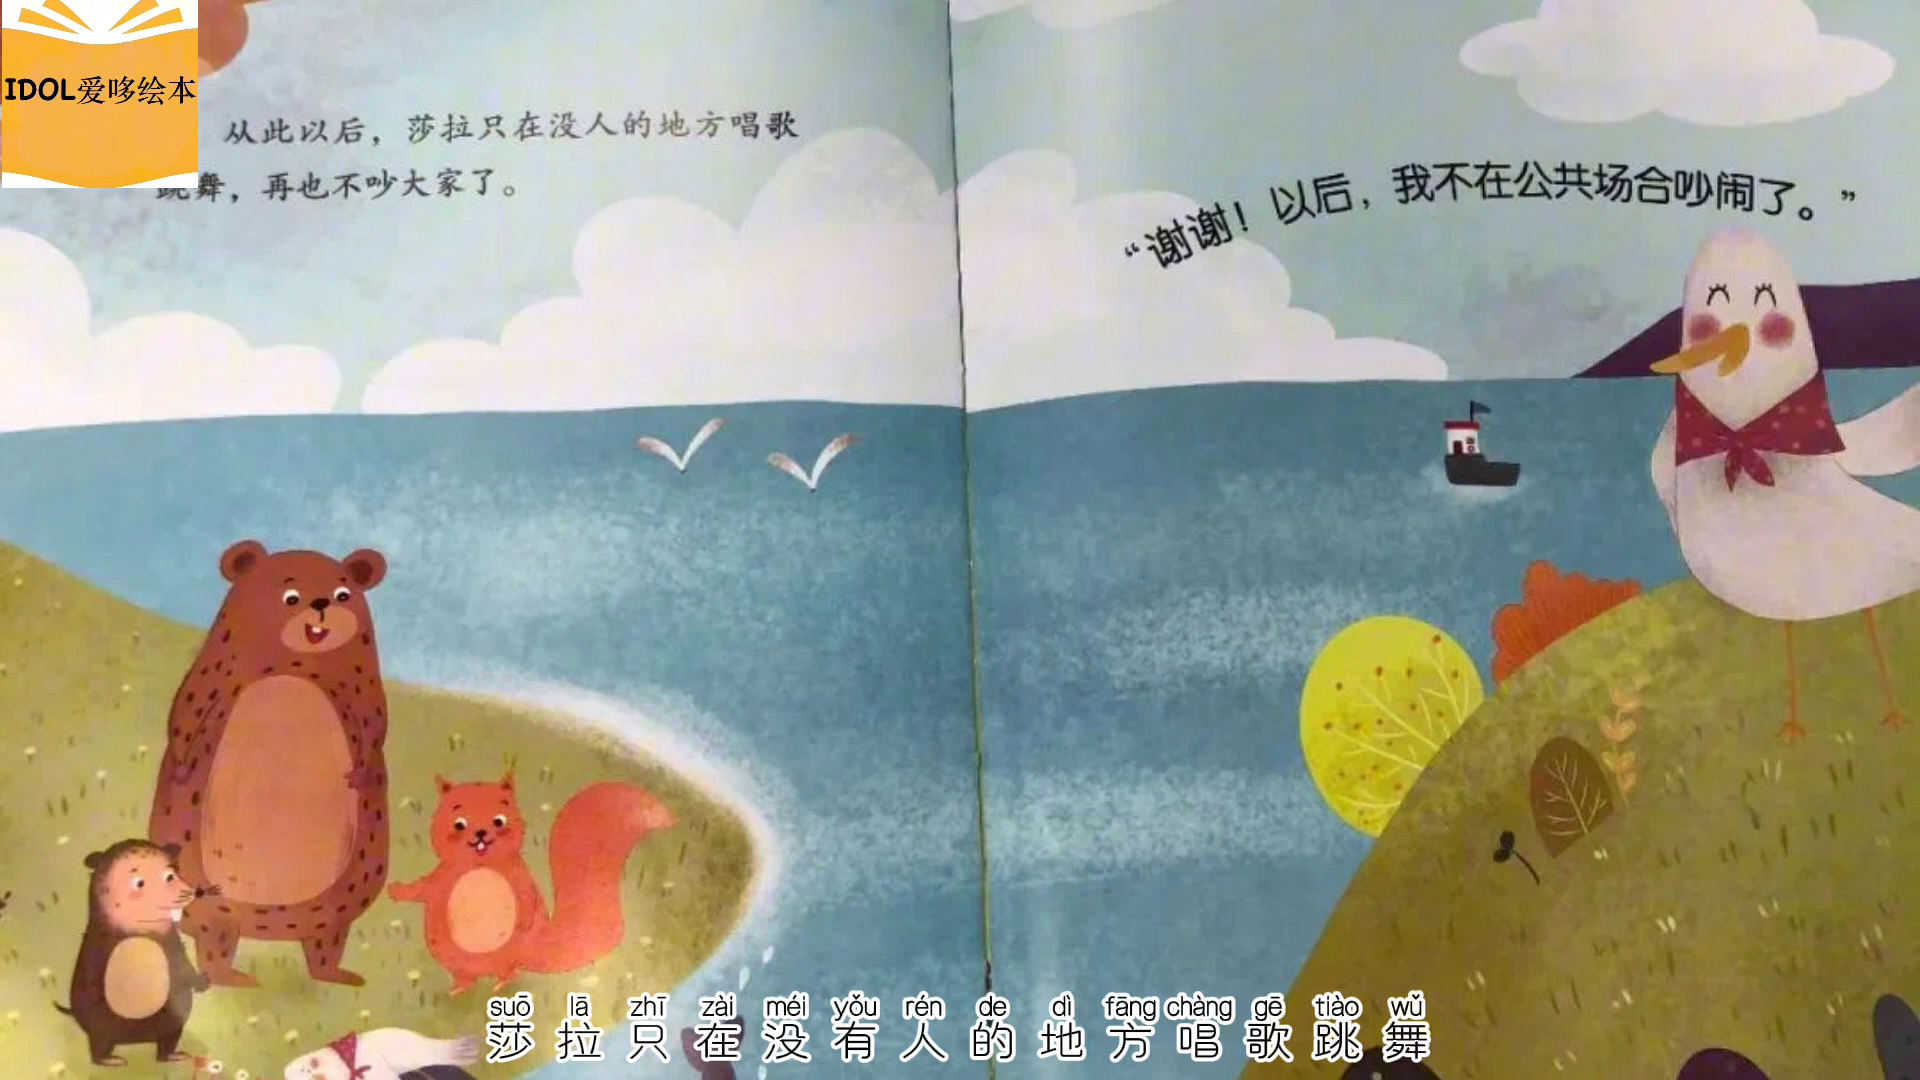 IDOL爱哆绘本
从此以后，莎拉只在没人的地方唱歌
跳舞，再也不吵大家了。
“谢谢！以后，我不在公共场合吵闹了。”
suō lā zhī zài méi yǒu rén de dì fāng chàng gē tiào wǔ
莎拉只在没有人的地方唱歌跳舞